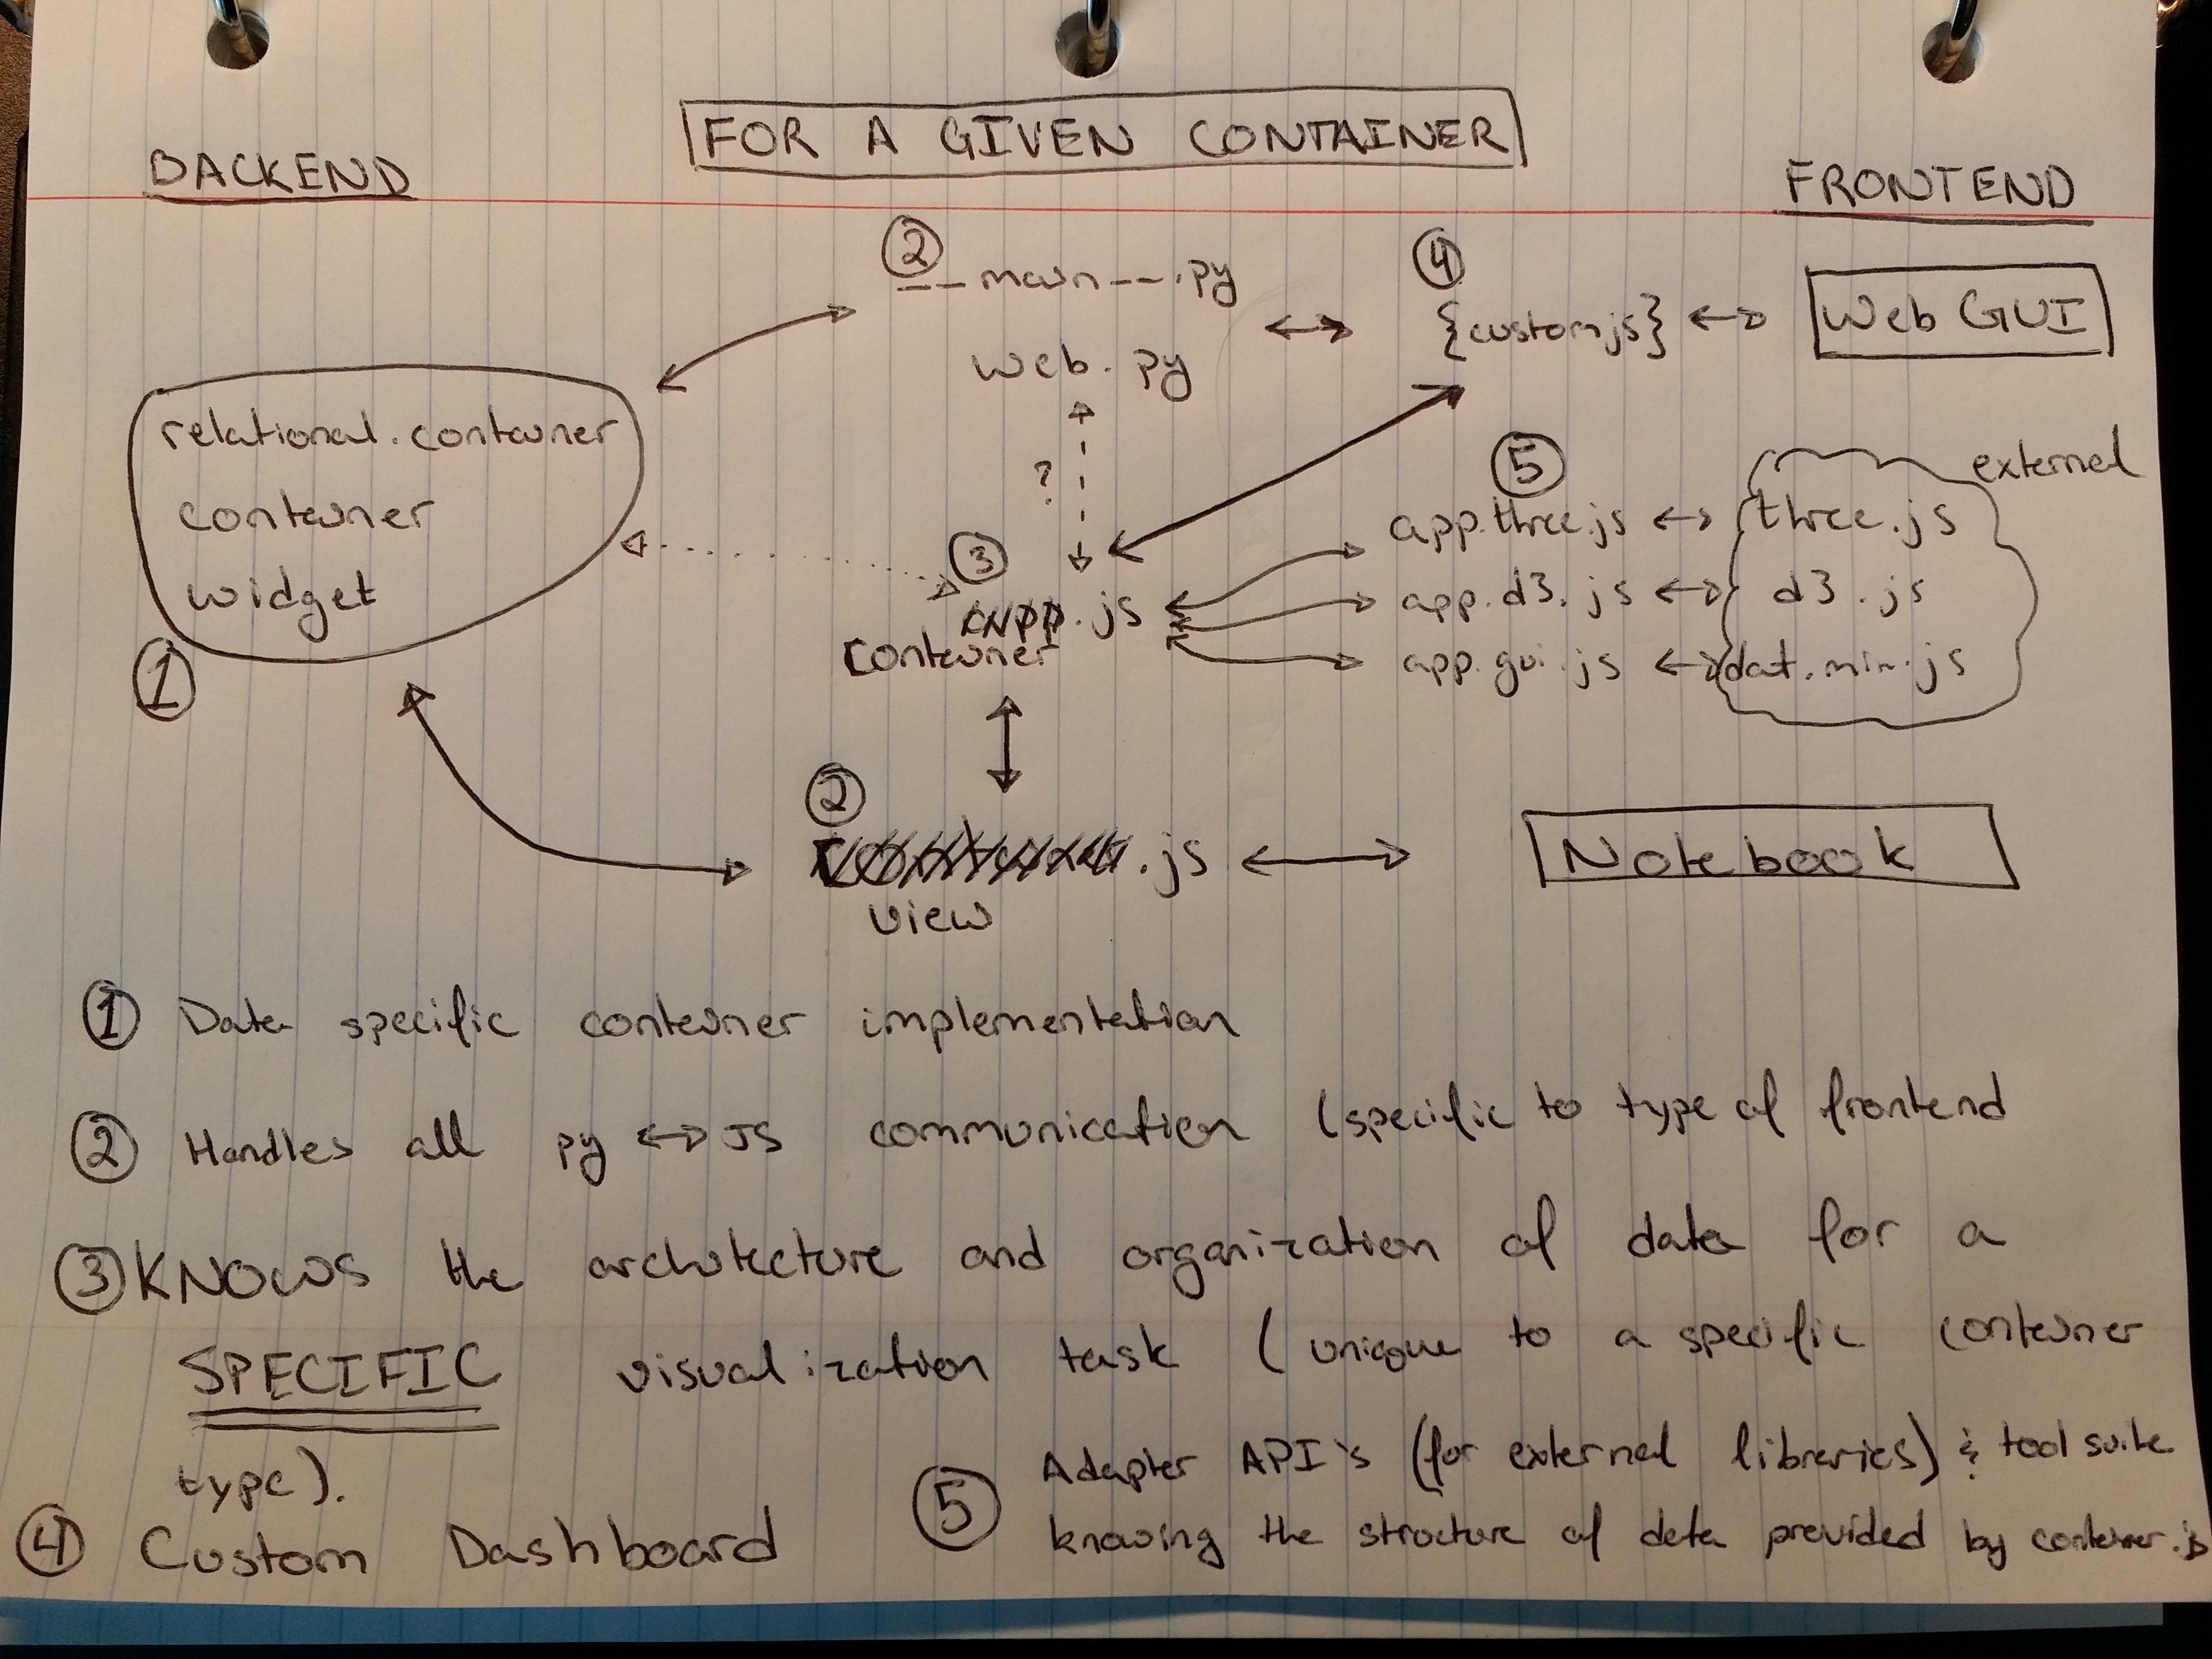 FOR A GIVEN CONTAINER
BACKEND
FRONTEND
②
__main__.py
④
{customjs}
Web GUI
web.py
relational.container
container
widget
①
?
⑤
external
app.three.js
three.js
③
app.js
container
app.d3.js
d3.js
app.gui.js
dat.min.js
②
.js
view
Notebook
① Data specific container implementation
② Handles all py ↔ JS communication (specific to type of frontend
③ KNOWS the architecture and organization of data for a
SPECIFIC visualization task (unique to a specific container
type).
④ Custom Dashboard
⑤ Adapter API's (for external libraries) & tool suite
knowing the structure of data provided by container.js